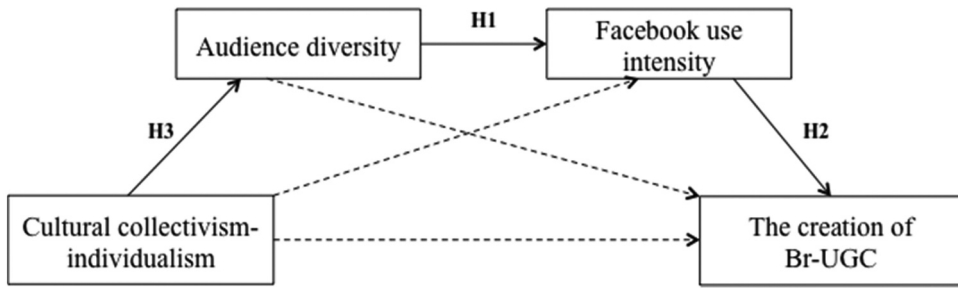 H1
Audience diversity
Facebook use
intensity
H3
H2
Cultural collectivism-
individualism
The creation of
Br-UGC